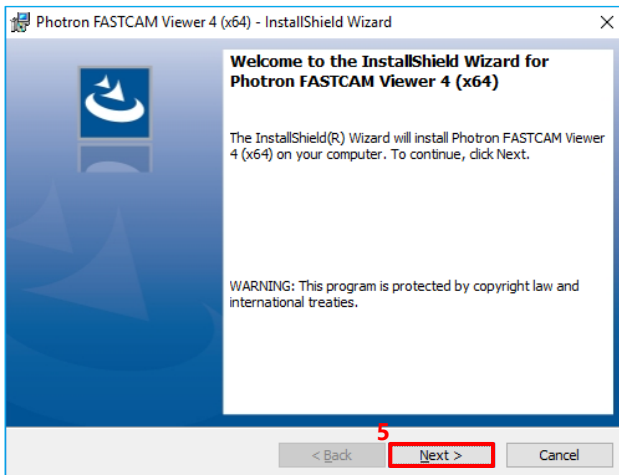 Photron FASTCAM Viewer 4 (x64) - InstallShield Wizard
Welcome to the InstallShield Wizard for
Photron FASTCAM Viewer 4 (x64)
The InstallShield(R) Wizard will install Photron FASTCAM Viewer
4 (x64) on your computer. To continue, click Next.
WARNING: This program is protected by copyright law and
international treaties.
5
< Back Next > Cancel